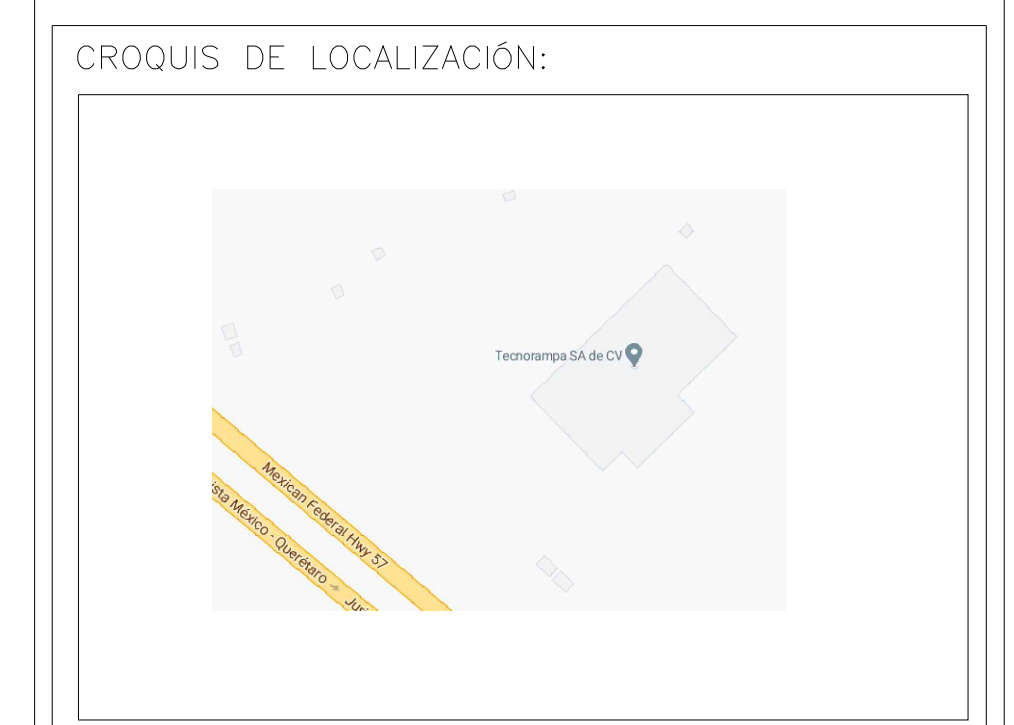 CROQUIS DE LOCALIZACIÓN:
Tecnorampa SA de CV
Mexican Federal Hwy 57
ista México - Querétaro